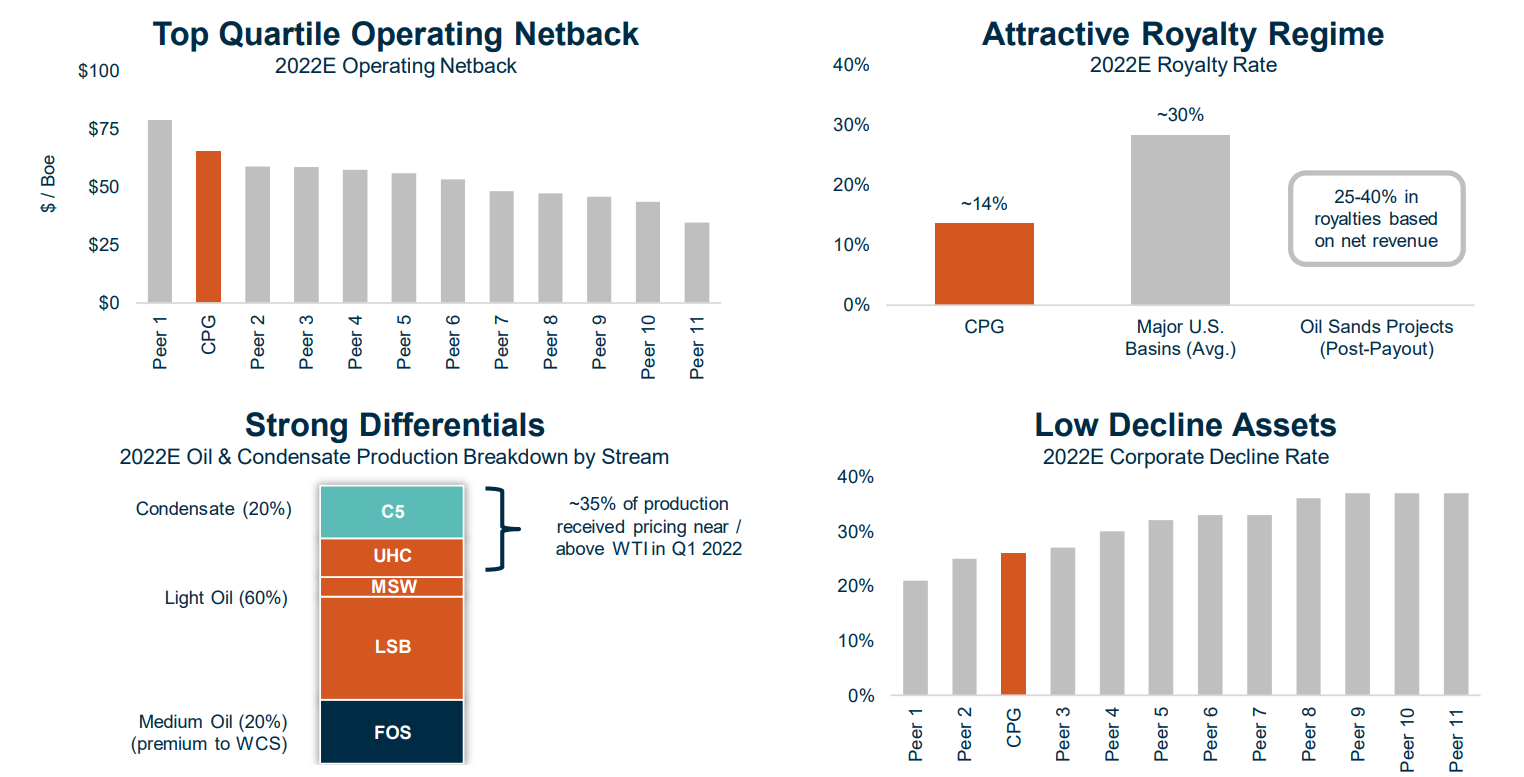 Top Quartile Operating Netback
2022E Operating Netback
$ / Boe
$100
$75
$50
$25
$0
Peer 1
CPG
Peer 2
Peer 3
Peer 4
Peer 5
Peer 6
Peer 7
Peer 8
Peer 9
Peer 10
Peer 11
Attractive Royalty Regime
2022E Royalty Rate
40%
30%
20%
10%
0%
~14%
~30%
25-40% in
royalties based
on net revenue
CPG
Major U.S.
Basins (Avg.)
Oil Sands Projects
(Post-Payout)
Strong Differentials
2022E Oil & Condensate Production Breakdown by Stream
Condensate (20%)
Light Oil (60%)
Medium Oil (20%)
(premium to WCS)
C5
UHC
MSW
LSB
FOS
~35% of production
received pricing near /
above WTI in Q1 2022
Low Decline Assets
2022E Corporate Decline Rate
40%
30%
20%
10%
0%
Peer 1
Peer 2
CPG
Peer 3
Peer 4
Peer 5
Peer 6
Peer 7
Peer 8
Peer 9
Peer 10
Peer 11